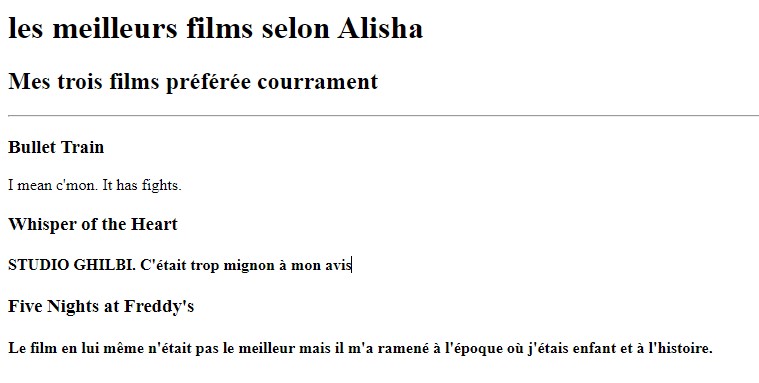 les meilleurs films selon Alisha
Mes trois films préférée courrament
Bullet Train
I mean c'mon. It has fights.
Whisper of the Heart
STUDIO GHILBI. C'était trop mignon à mon avis
Five Nights at Freddy's
Le film en lui même n'était pas le meilleur mais il m'a ramené à l'époque où j'étais enfant et à l'histoire.